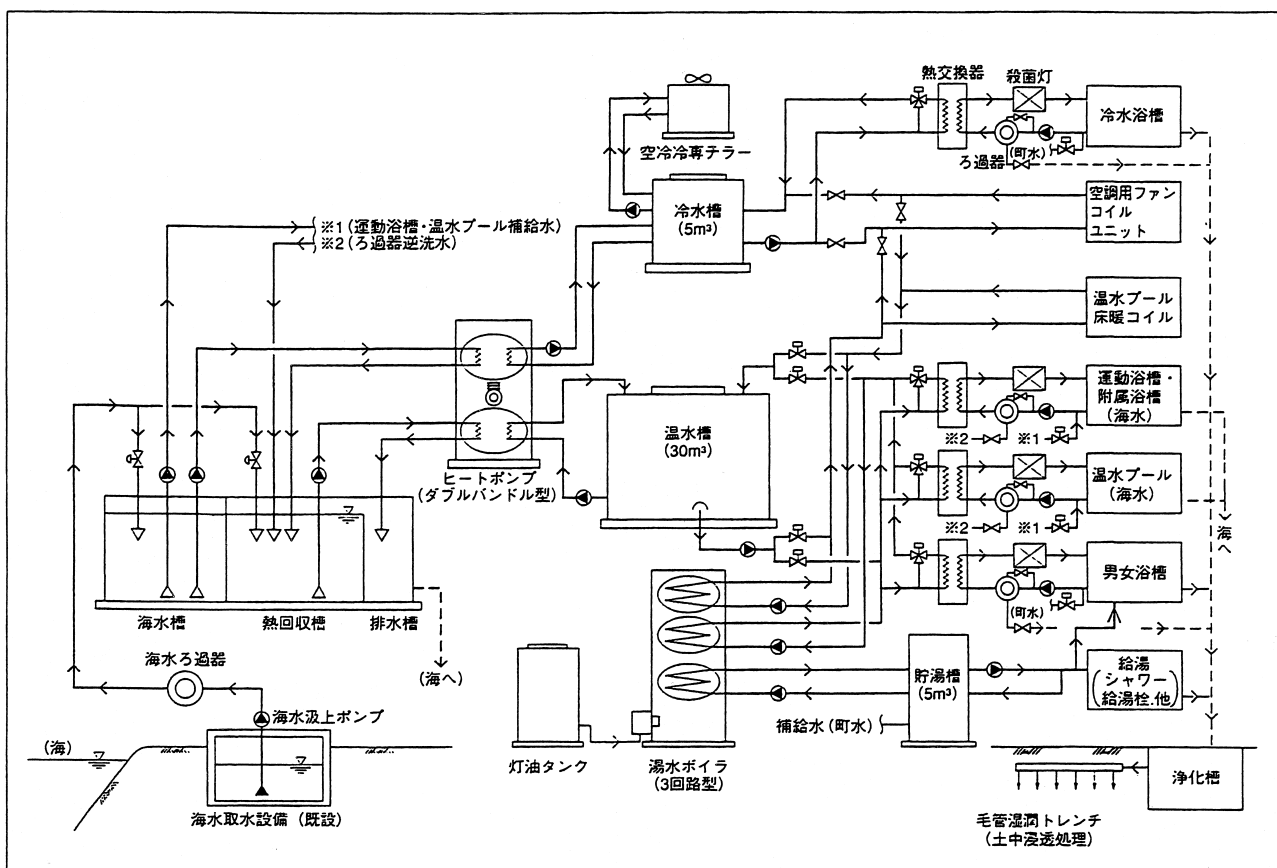 熱交換器
殺菌灯
冷水浴槽
空冷冷専チラー
ろ過器
(町水)
冷水槽
(5m³)
空調用ファン
コイル
ユニット
※1(運動浴槽・温水プール補給水)
※2(ろ過器逆洗水)
温水プール
床暖コイル
運動浴槽・
附属浴槽
(海水)
※2
※1
温水槽
(30m³)
ヒートポンプ
(ダブルバンドル型)
温水プール
(海水)
※2
※1
海へ
男女浴槽
(町水)
海水槽
熱回収槽
排水槽
(海へ)
海水ろ過器
海水汲上ポンプ
貯湯槽
(5m³)
給湯
(シャワー
給湯栓.他)
補給水(町水)
(海)
灯油タンク
湯水ボイラ
(3回路型)
浄化槽
海水取水設備(既設)
毛管湿潤トレンチ
(土中浸透処理)